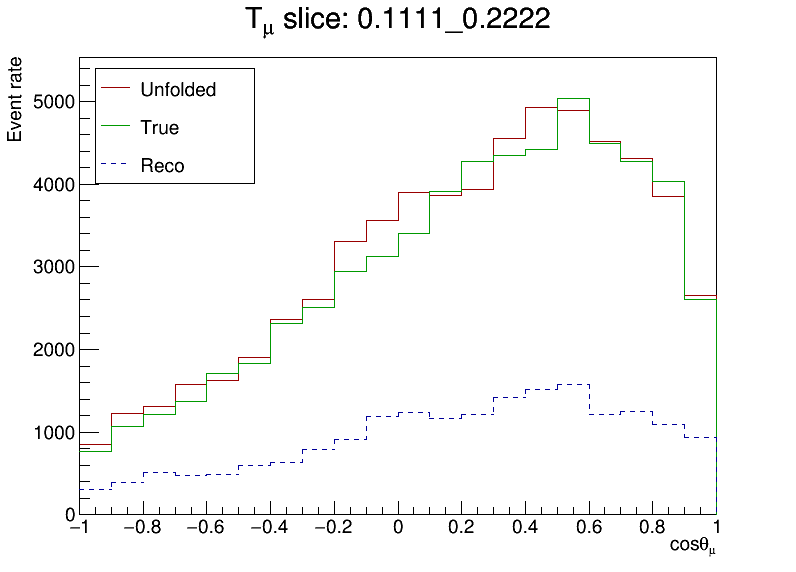 Tμ slice: 0.1111_0.2222
Event rate
Unfolded
True
Reco
5000
4000
3000
2000
1000
0
−1 −0.8 −0.6 −0.4 −0.2 0 0.2 0.4 0.6 0.8 1
cosθμ